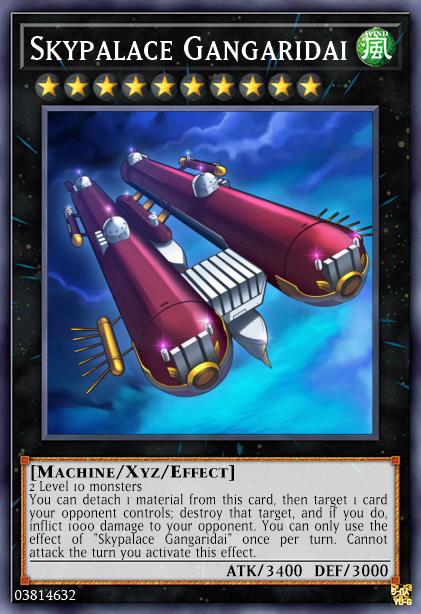 SKYPALACE GANGARIDAI
WIND
風
[MACHINE/XYZ/EFFECT]
2 Level 10 monsters
You can detach 1 material from this card, then target 1 card
your opponent controls; destroy that target, and if you do,
inflict 1000 damage to your opponent. You can only use the
effect of "Skypalace Gangaridai" once per turn. Cannot
attack the turn you activate this effect.
ATK/3400 DEF/3000
03814632